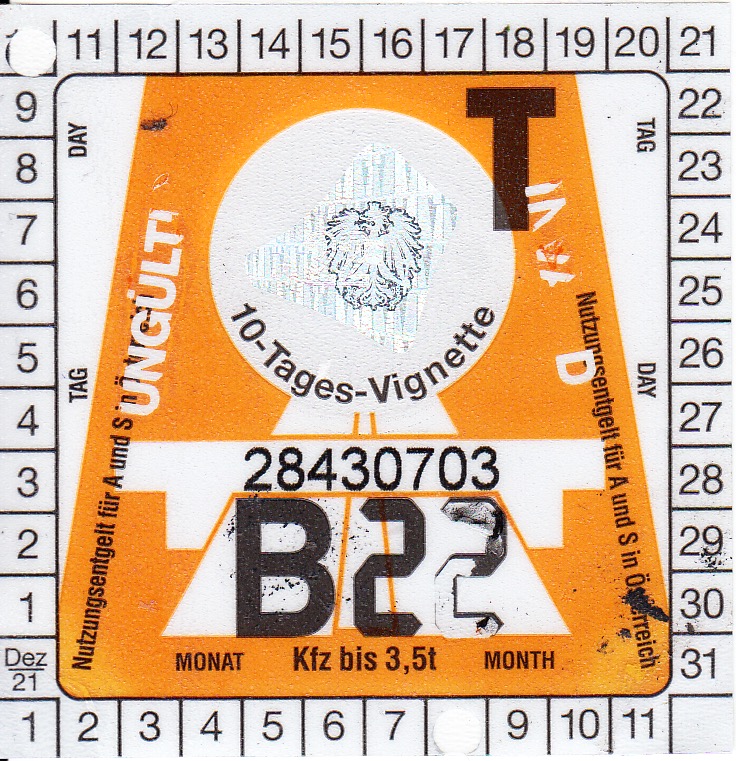 11 12 13 14 15 16 17 18 19 20 21
9 22
8 23
7 24
6 25
5 26
4 27
3 28
2 29
1 30
Dez 21 31
1 2 3 4 5 6 7 9 10 11
DAY
TAG
TAG
DAY
T
UNGÜLTI
D
10-Tages-Vignette
Nutzungsentgelt für A und S in
Nutzungsentgelt für A und S in Österreich
28430703
B22
MONAT Kfz bis 3,5t MONTH